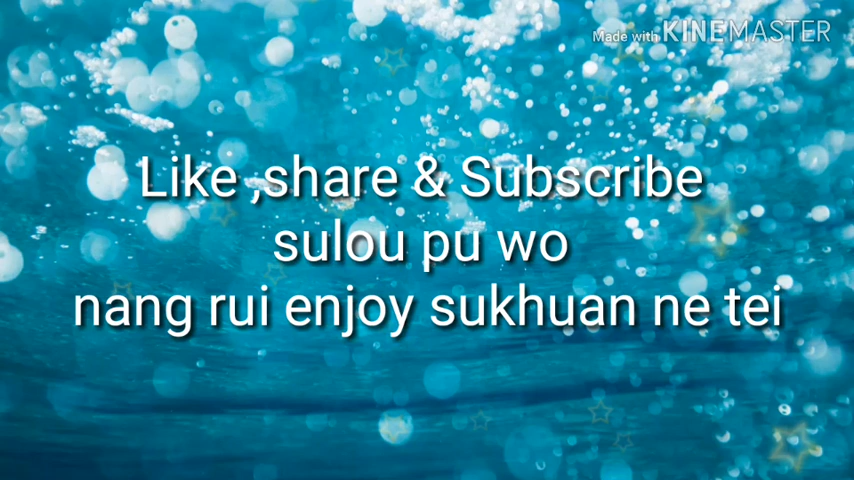 Made with KINEMASTER
Like ,share & Subscribe
sulou pu wo
nang rui enjoy sukhuan ne tei